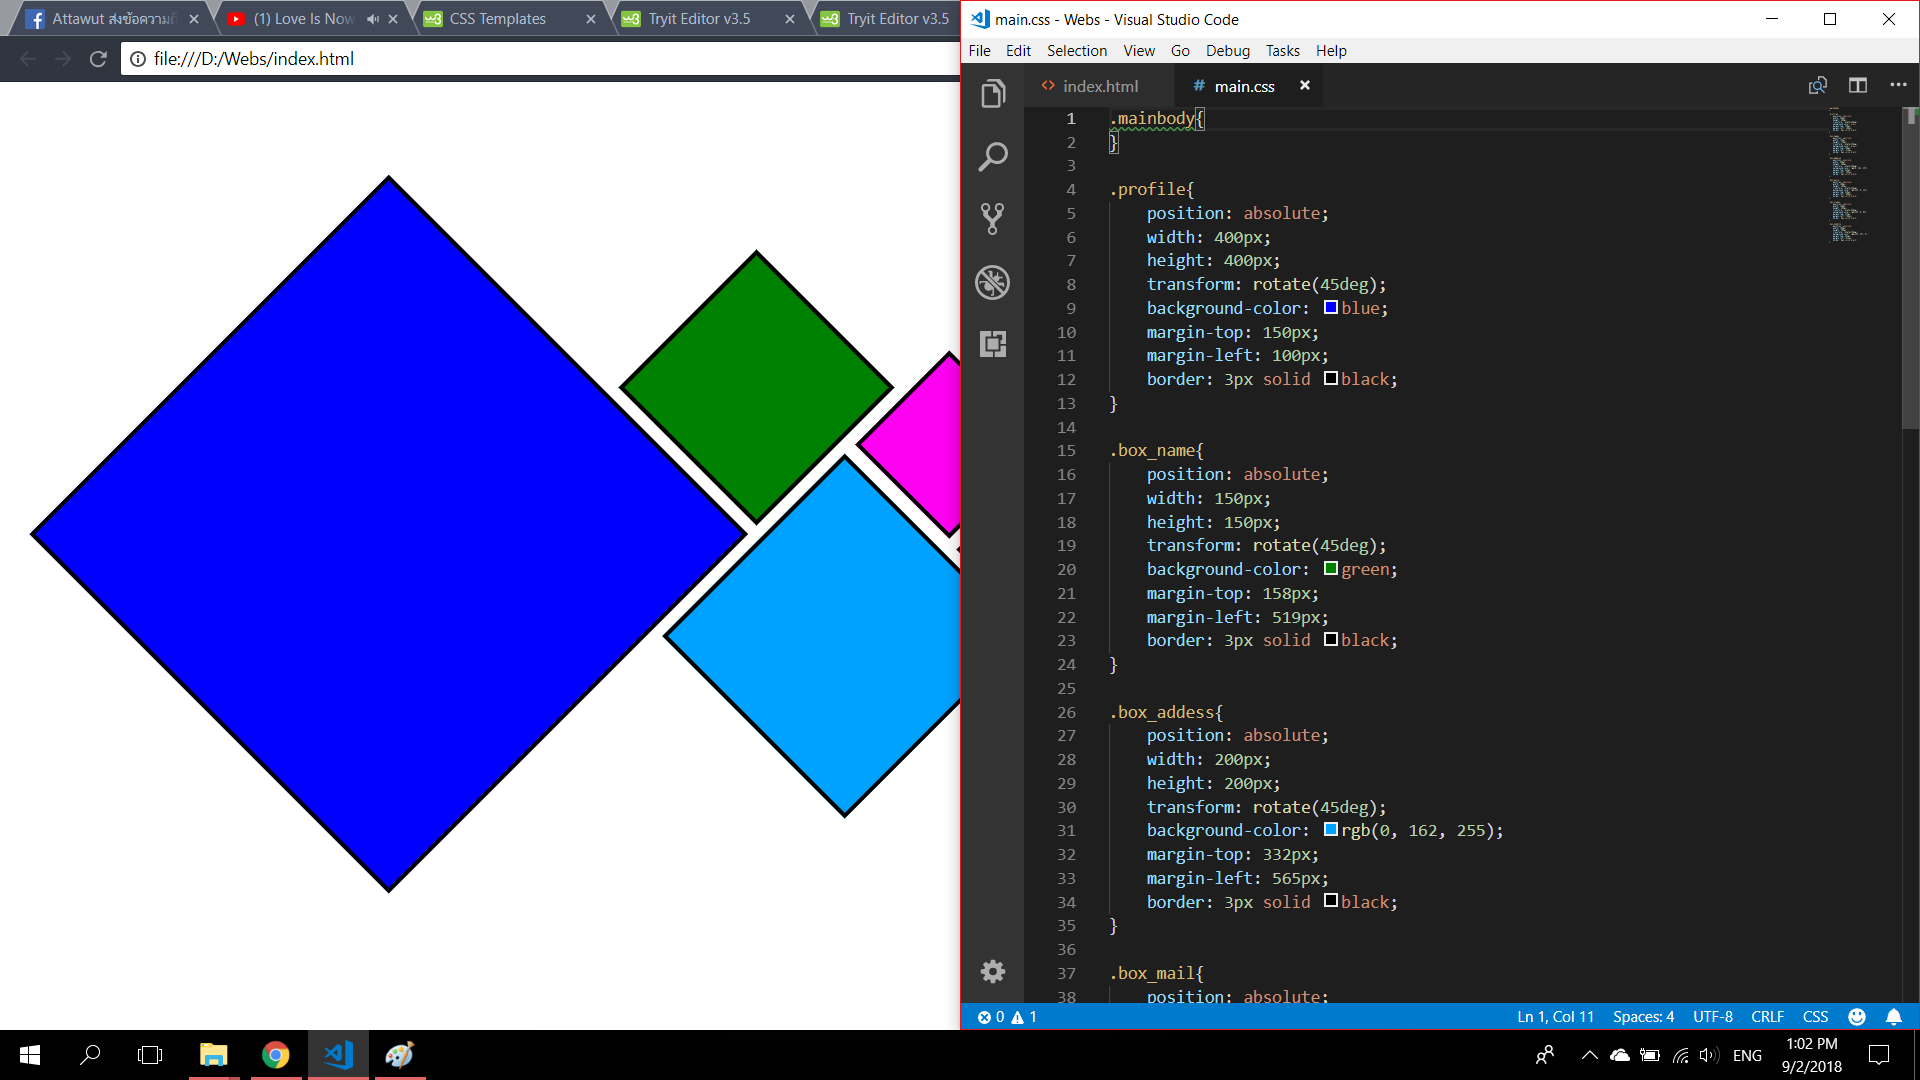 Attawut ส่งข้อความถึ
(1) Love Is Now
CSS Templates
Tryit Editor v3.5
Tryit Editor v3.5
file:///D:/Webs/index.html
main.css - Webs - Visual Studio Code
File Edit Selection View Go Debug Tasks Help
<> index.html
# main.css
1 .mainbody{
2 }
3
4 .profile{
5 position: absolute;
6 width: 400px;
7 height: 400px;
8 transform: rotate(45deg);
9 background-color: blue;
10 margin-top: 150px;
11 margin-left: 100px;
12 border: 3px solid black;
13 }
14
15 .box_name{
16 position: absolute;
17 width: 150px;
18 height: 150px;
19 transform: rotate(45deg);
20 background-color: green;
21 margin-top: 158px;
22 margin-left: 519px;
23 border: 3px solid black;
24 }
25
26 .box_addess{
27 position: absolute;
28 width: 200px;
29 height: 200px;
30 transform: rotate(45deg);
31 background-color: rgb(0, 162, 255);
32 margin-top: 332px;
33 margin-left: 565px;
34 border: 3px solid black;
35 }
36
37 .box_mail{
38 position: absolute;
0 1
Ln 1, Col 11 Spaces: 4 UTF-8 CRLF CSS
ENG
1:02 PM
9/2/2018